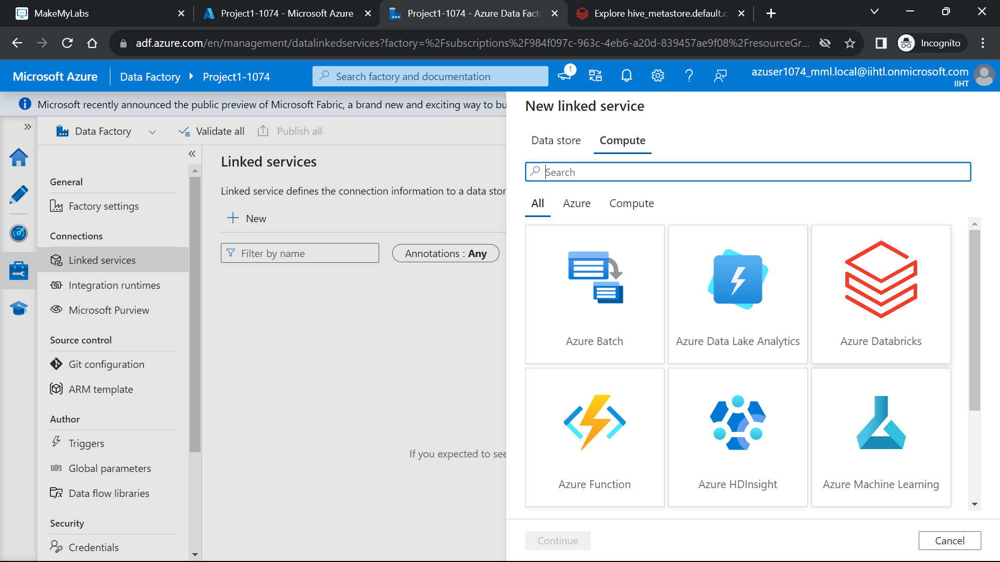 MakeMyLabs
Project1-1074 - Microsoft Azure
Project1-1074 - Azure Data Facto
Explore hive_metastore.default.c
adf.azure.com/en/management/datalinkedservices?factory=%2Fsubscriptions%2F984f097c-963c-4eb6-a20d-839457ae9f08%2FresourceGr...
Incognito
Microsoft Azure
Data Factory
Project1-1074
Search factory and documentation
1
azuser1074_mml.local@iihtl.onmicrosoft.com
IIHT
Microsoft recently announced the public preview of Microsoft Fabric, a brand new and exciting way to bu
Data Factory
Validate all
Publish all
General
Factory settings
Connections
Linked services
Integration runtimes
Microsoft Purview
Source control
Git configuration
ARM template
Author
Triggers
Global parameters
Data flow libraries
Security
Credentials
Linked services
Linked service defines the connection information to a data stor
New
Filter by name
Annotations : Any
If you expected to see
New linked service
Data store
Compute
Search
All
Azure
Compute
Azure Batch
Azure Data Lake Analytics
Azure Databricks
Azure Function
Azure HDInsight
Azure Machine Learning
Continue
Cancel